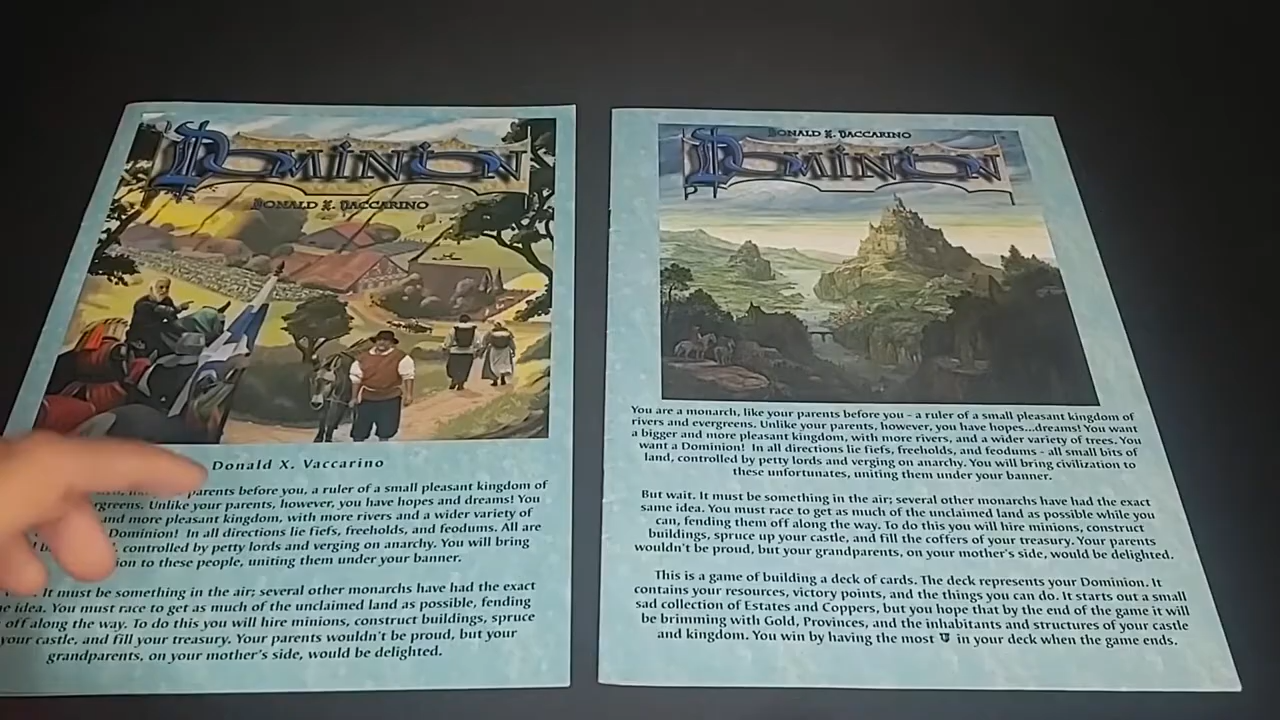 DOMINION
DONALD X. VACCARINO
Donald X. Vaccarino
parents before you, a ruler of a small pleasant kingdom of
Unlike your parents, however, you have hopes and dreams! You
and more pleasant kingdom, with more rivers and a wider variety of
Dominion! In all directions lie fiefs, freeholds, and feodums. All are
controlled by petty lords and verging on anarchy. You will bring
to these people, uniting them under your banner.
It must be something in the air; several other monarchs have had the exact
idea. You must race to get as much of the unclaimed land as possible, fending
off along the way. To do this you will hire minions, construct buildings, spruce
your castle, and fill your treasury. Your parents wouldn't be proud, but your
grandparents, on your mother's side, would be delighted.
DONALD X. VACCARINO
DOMINION
You are a monarch, like your parents before you - a ruler of a small pleasant kingdom of
rivers and evergreens. Unlike your parents, however, you have hopes...dreams! You want
a bigger and more pleasant kingdom, with more rivers, and a wider variety of trees. You
want a Dominion! In all directions lie fiefs, freeholds, and feodums - all small bits of
land, controlled by petty lords and verging on anarchy. You will bring civilization to
these unfortunates, uniting them under your banner.
But wait. It must be something in the air; several other monarchs have had the exact
same idea. You must race to get as much of the unclaimed land as possible while you
can, fending them off along the way. To do this you will hire minions, construct
buildings, spruce up your castle, and fill the coffers of your treasury. Your parents
wouldn't be proud, but your grandparents, on your mother's side, would be delighted.
This is a game of building a deck of cards. The deck represents your Dominion. It
contains your resources, victory points, and the things you can do. It starts out a small
sad collection of Estates and Coppers, but you hope that by the end of the game it will
be brimming with Gold, Provinces, and the inhabitants and structures of your castle
and kingdom. You win by having the most in your deck when the game ends.